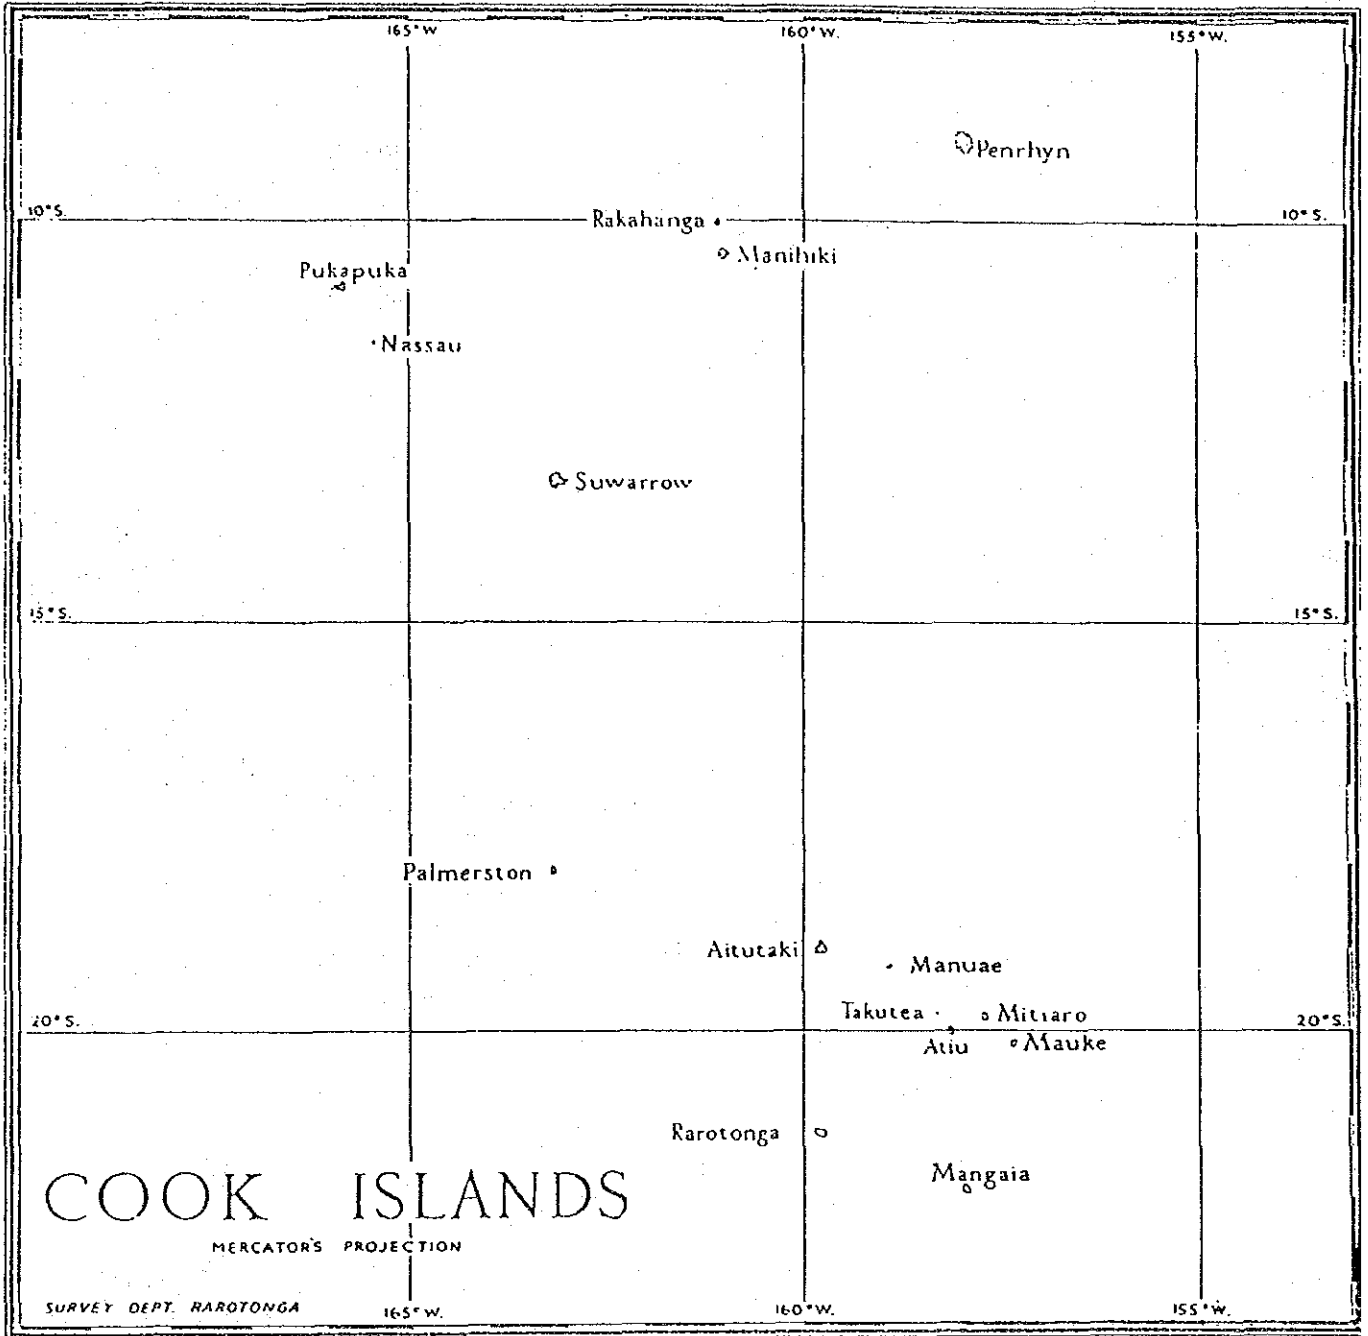 165°W
160°W.
155°W.
Penrhyn
10°S.
Rakahanga
10°S.
Manihiki
Pukapuka
Nassau
Suwarrow
15°S.
15°S.
Palmerston
Aitutaki
Manuae
Takutea
Mitiaro
20°S.
20°S.
Atiu
Mauke
Rarotonga
Mangaia
COOK ISLANDS
MERCATOR'S PROJECTION
SURVEY DEPT. RAROTONGA
165°W.
160°W.
155°W.